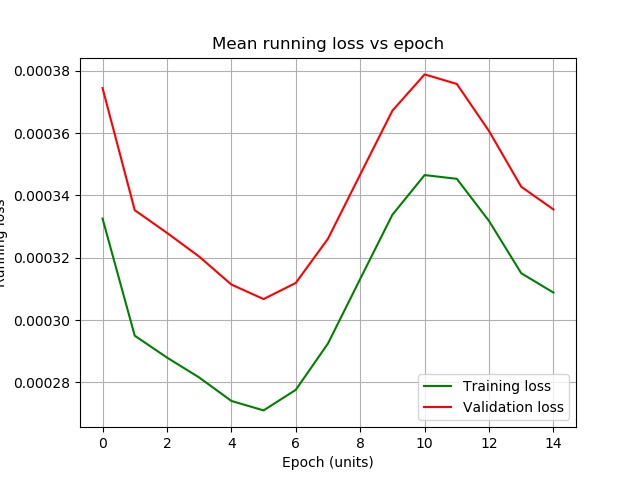 Mean running loss vs epoch
0.00038
0.00036
0.00034
0.00032
0.00030
0.00028
loss
0 2 4 6 8 10 12 14
Epoch (units)
Training loss
Validation loss